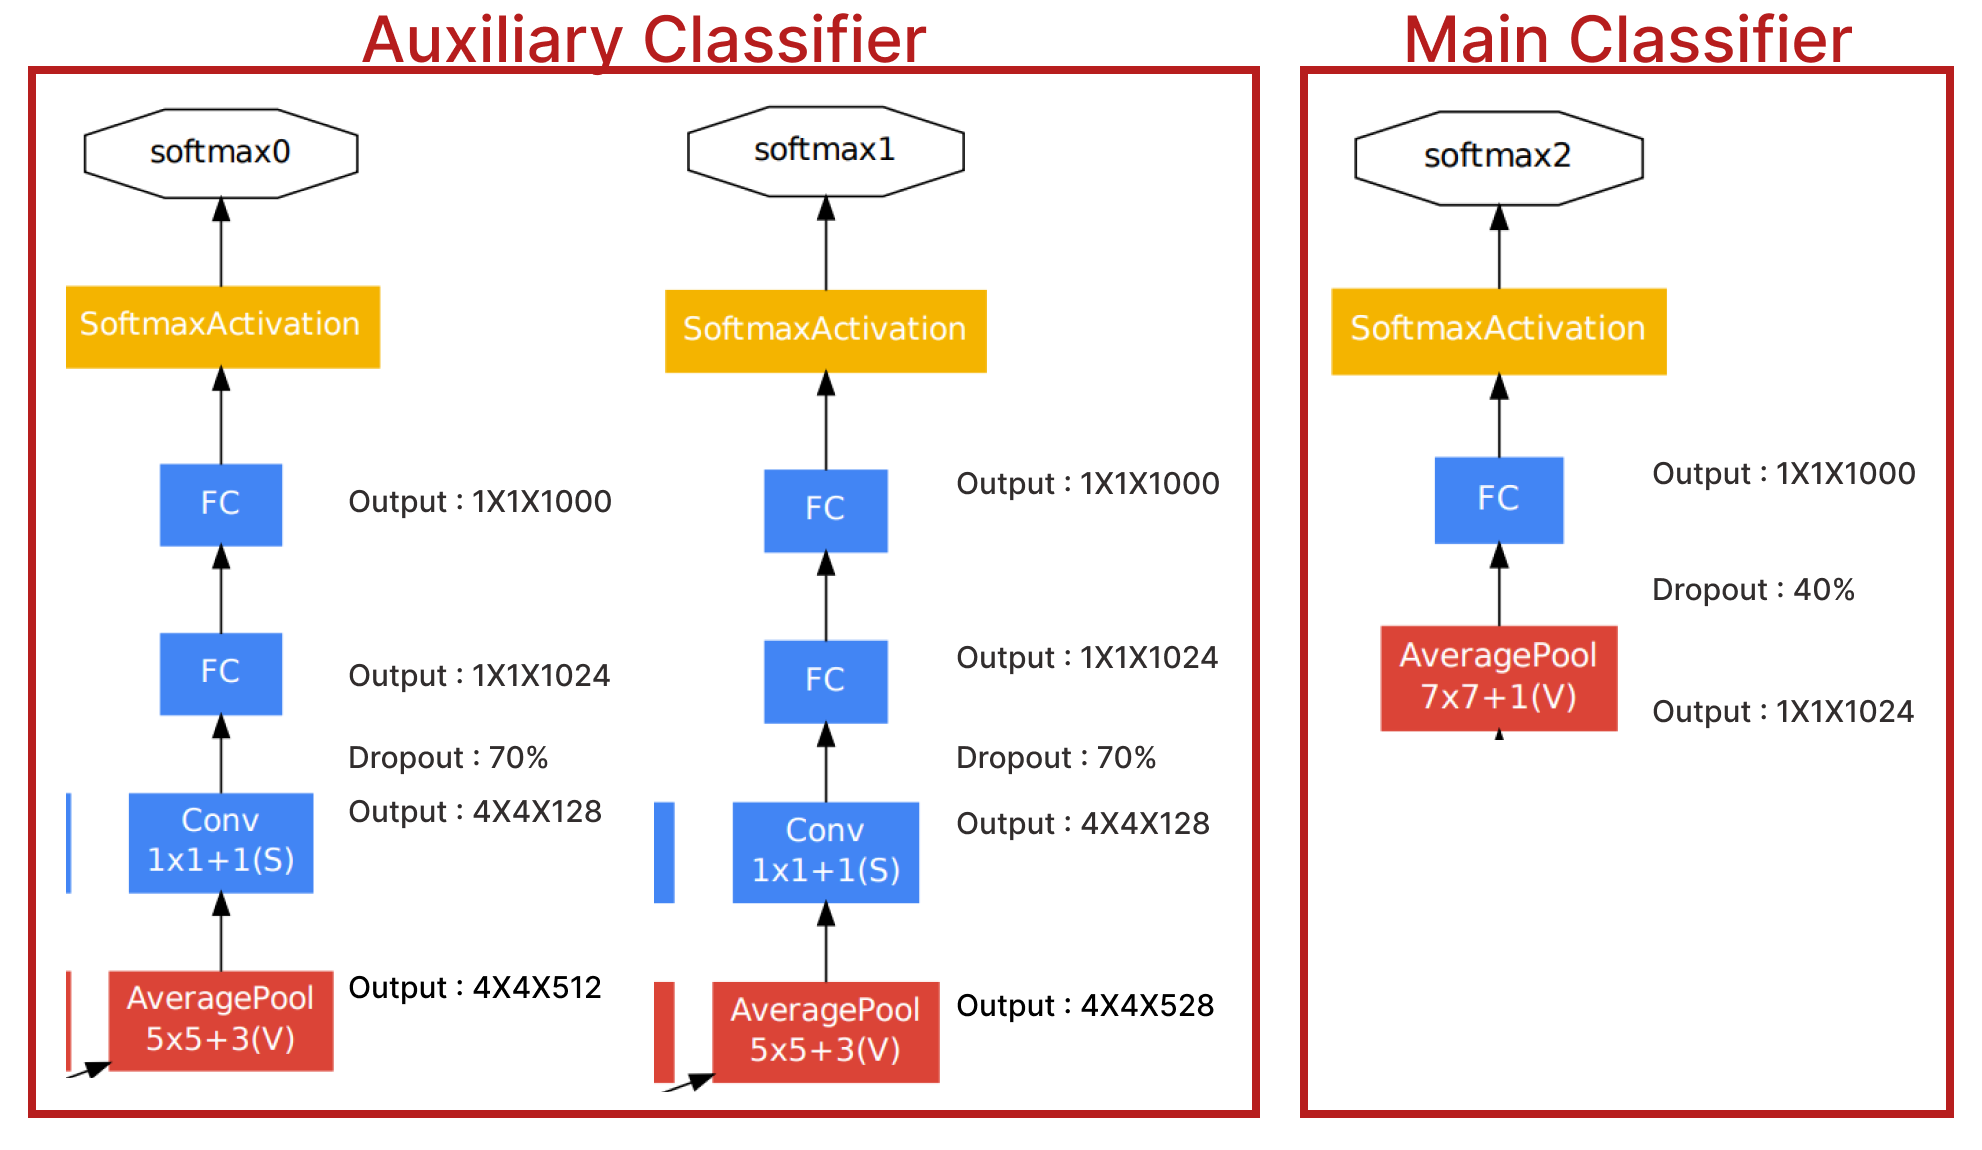 Auxiliary Classifier
softmax0
SoftmaxActivation
FC
Output : 1X1X1000
FC
Output : 1X1X1024
Dropout : 70%
Conv
1x1+1(S)
Output : 4X4X128
AveragePool
5x5+3(V)
Output : 4X4X512
softmax1
SoftmaxActivation
FC
Output : 1X1X1000
FC
Output : 1X1X1024
Dropout : 70%
Conv
1x1+1(S)
Output : 4X4X128
AveragePool
5x5+3(V)
Output : 4X4X528
Main Classifier
softmax2
SoftmaxActivation
FC
Output : 1X1X1000
Dropout : 40%
AveragePool
7x7+1(V)
Output : 1X1X1024